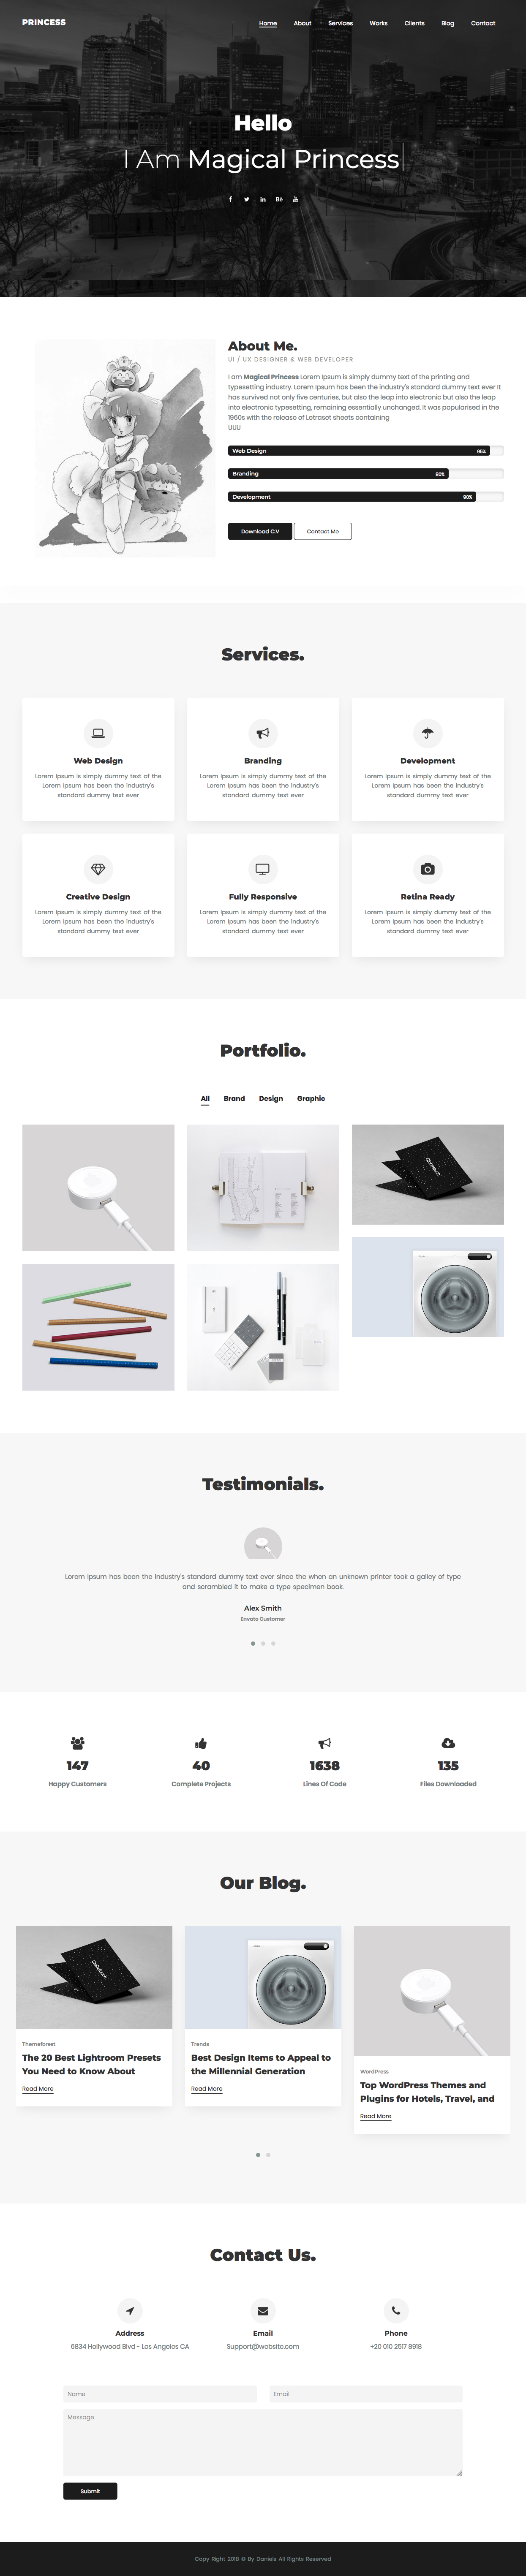 PRINCESS
Home About Services Works Clients Blog Contact
Hello
I Am Magical Princess
Bē
About Me.
UI / UX DESIGNER & WEB DEVELOPER
I am Magical Princess Lorem Ipsum is simply dummy text of the printing and
typesetting industry. Lorem Ipsum has been the industry's standard dummy text ever It
has survived not only five centuries, but also the leap into electronic but also the leap
into electronic typesetting, remaining essentially unchanged. It was popularised in the
1960s with the release of Letraset sheets containing
UUU
Web Design 95%
Branding 80%
Development 90%
Download C.V Contact Me
Services.
Web Design
Lorem Ipsum is simply dummy text of the
Lorem Ipsum has been the industry's
standard dummy text ever
Branding
Lorem Ipsum is simply dummy text of the
Lorem Ipsum has been the industry's
standard dummy text ever
Development
Lorem Ipsum is simply dummy text of the
Lorem Ipsum has been the industry's
standard dummy text ever
Creative Design
Lorem Ipsum is simply dummy text of the
Lorem Ipsum has been the industry's
standard dummy text ever
Fully Responsive
Lorem Ipsum is simply dummy text of the
Lorem Ipsum has been the industry's
standard dummy text ever
Retina Ready
Lorem Ipsum is simply dummy text of the
Lorem Ipsum has been the industry's
standard dummy text ever
Portfolio.
All Brand Design Graphic
Testimonials.
Lorem Ipsum has been the industry's standard dummy text ever since the when an unknown printer took a galley of type
and scrambled it to make a type specimen book.
Alex Smith
Envato Customer
147
Happy Customers
40
Complete Projects
1638
Lines Of Code
135
Files Downloaded
Our Blog.
Themeforest
The 20 Best Lightroom Presets
You Need to Know About
Read More
Trends
Best Design Items to Appeal to
the Millennial Generation
Read More
WordPress
Top WordPress Themes and
Plugins for Hotels, Travel, and
Read More
Contact Us.
Address
6834 Hollywood Blvd - Los Angeles CA
Email
Support@website.com
Phone
+20 010 2517 8918
Name
Email
Message
Submit
Copy Right 2018 © By Daniels All Rights Reserved